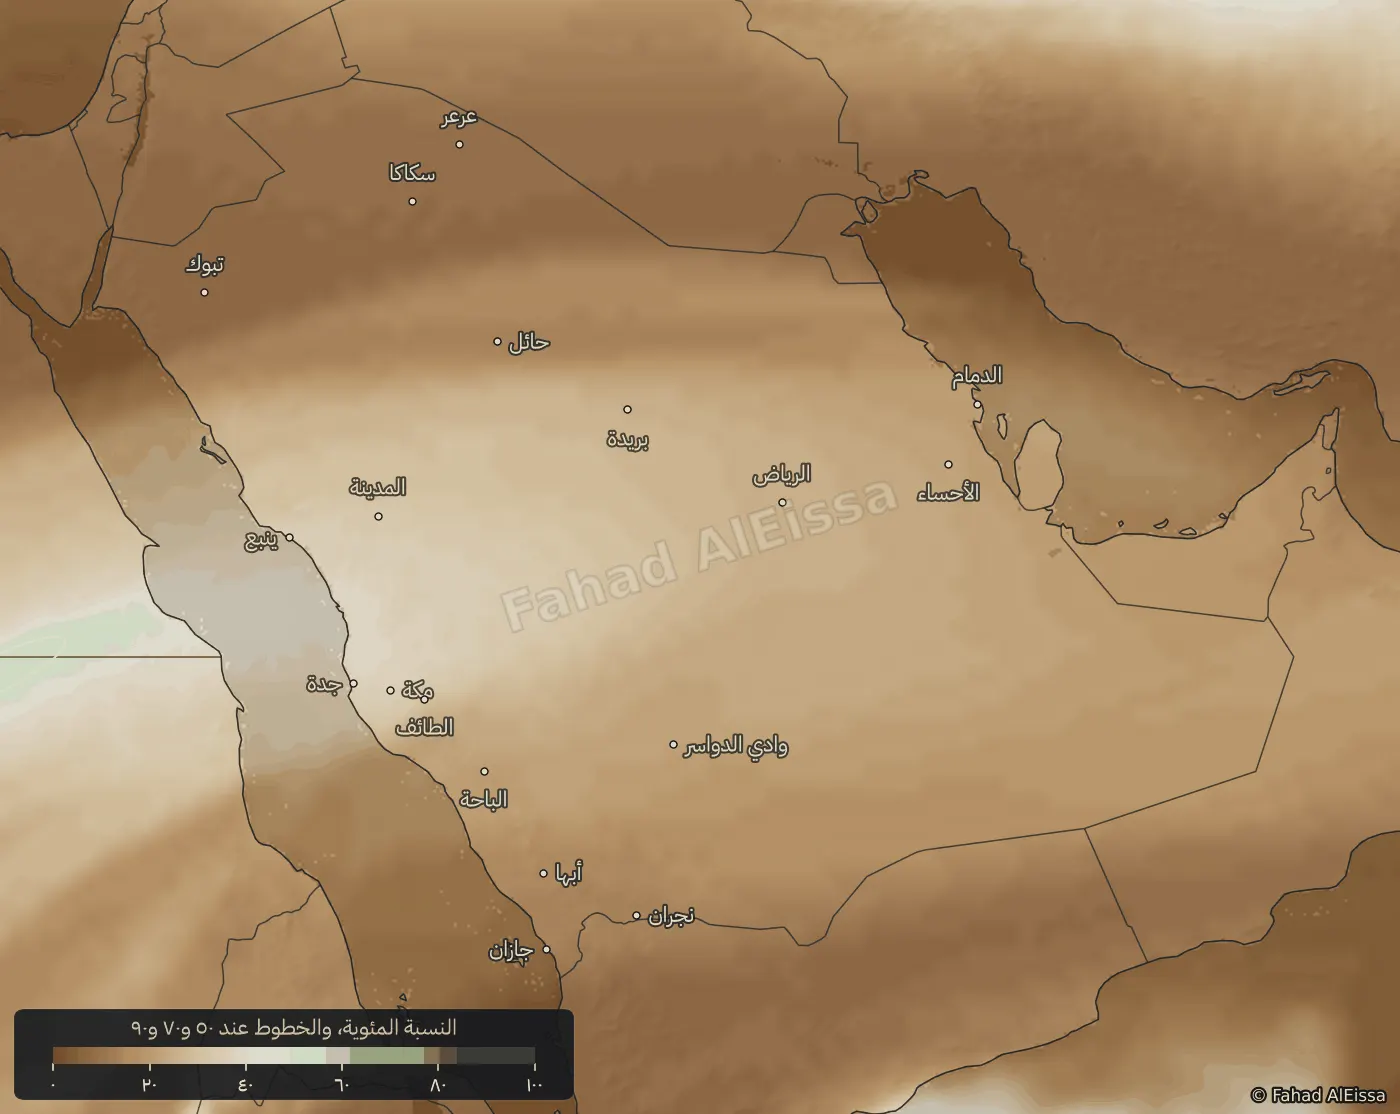 عرعر
سكاكا
تبوك
حائل
الدمام
بريدة
الرياض
المدينة
الأحساء
ينبع
Fahad AlEissa
جدة
مكة
الطائف
وادي الدواسر
الباحة
أبها
نجران
جازان
النسبة المئوية، والخطوط عند ٥٠ و٧٠ و٩٠
٠ ٢٠ ٤٠ ٦٠ ٨٠ ١٠٠
© Fahad AlEissa